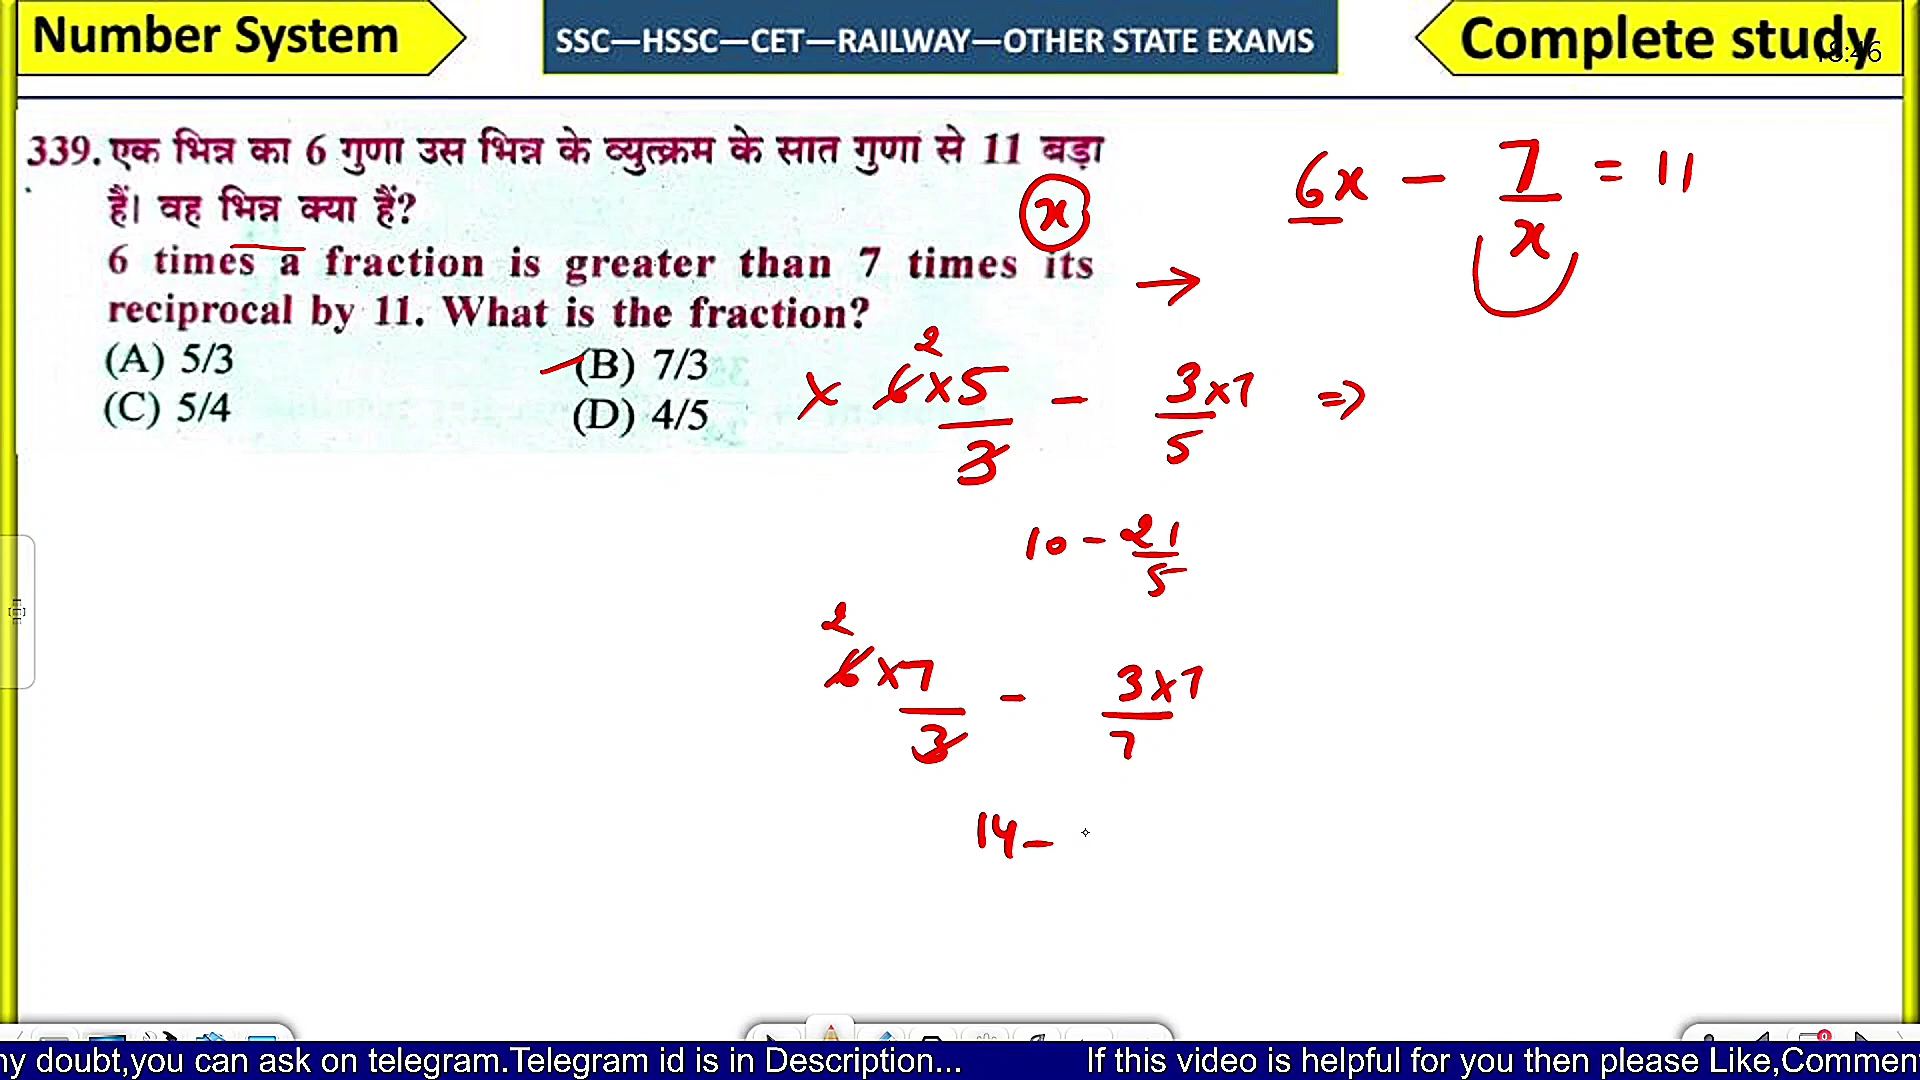 Number System
SSC—HSSC—CET—RAILWAY—OTHER STATE EXAMS
Complete study
18:46
339. एक भिन्न का 6 गुणा उस भिन्न के व्युत्क्रम के सात गुणा से 11 बड़ा
हैं। वह भिन्न क्या हैं?
6 times a fraction is greater than 7 times its
reciprocal by 11. What is the fraction?
(A) 5/3 (B) 7/3
(C) 5/4 (D) 4/5
x
6x - 7/x = 11
→
2
x 6×5/3 - 3×7/5 ⇒
10 - 21/5
2
6×7/3 - 3×7/7
14 -
ny doubt,you can ask on telegram.Telegram id is in Description... If this video is helpful for you then please Like,Commen